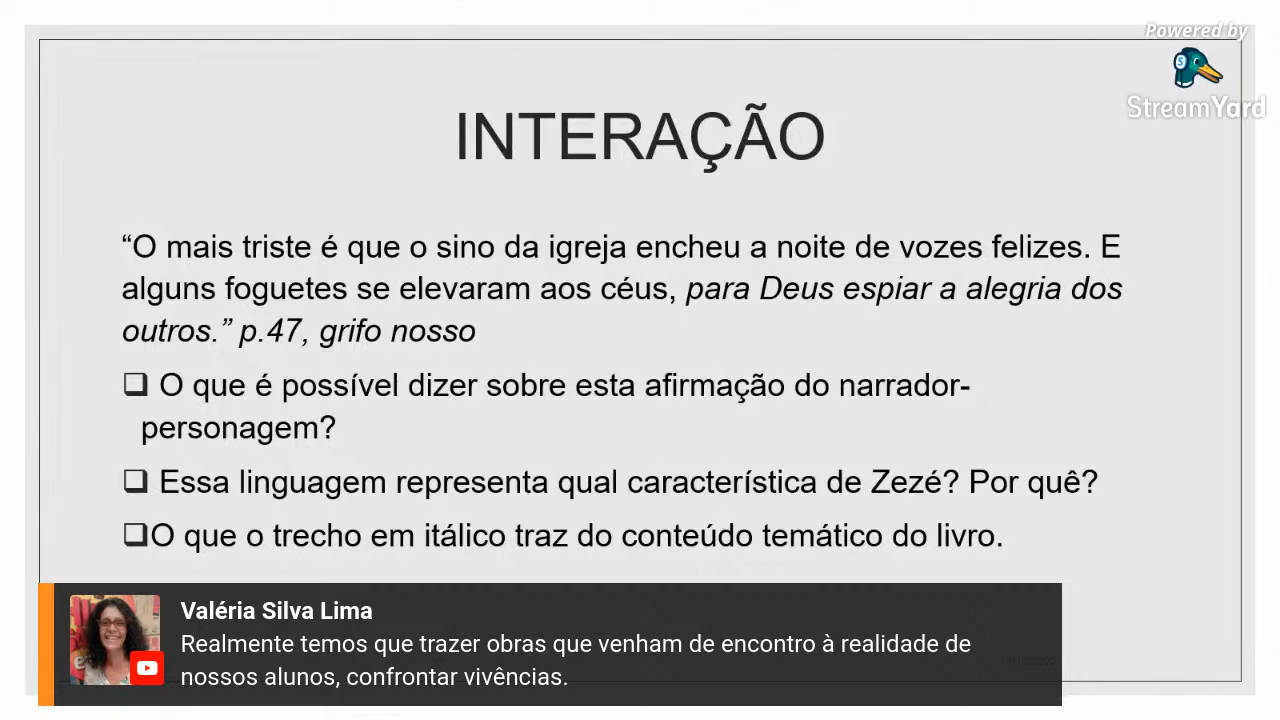 Powered by
StreamYard
INTERAÇÃO
“O mais triste é que o sino da igreja encheu a noite de vozes felizes. E
alguns foguetes se elevaram aos céus, para Deus espiar a alegria dos
outros.” p.47, grifo nosso
❑ O que é possível dizer sobre esta afirmação do narrador-
personagem?
❑ Essa linguagem representa qual característica de Zezé? Por quê?
❑O que o trecho em itálico traz do conteúdo temático do livro.
Valéria Silva Lima
Realmente temos que trazer obras que venham de encontro à realidade de
nossos alunos, confrontar vivências.